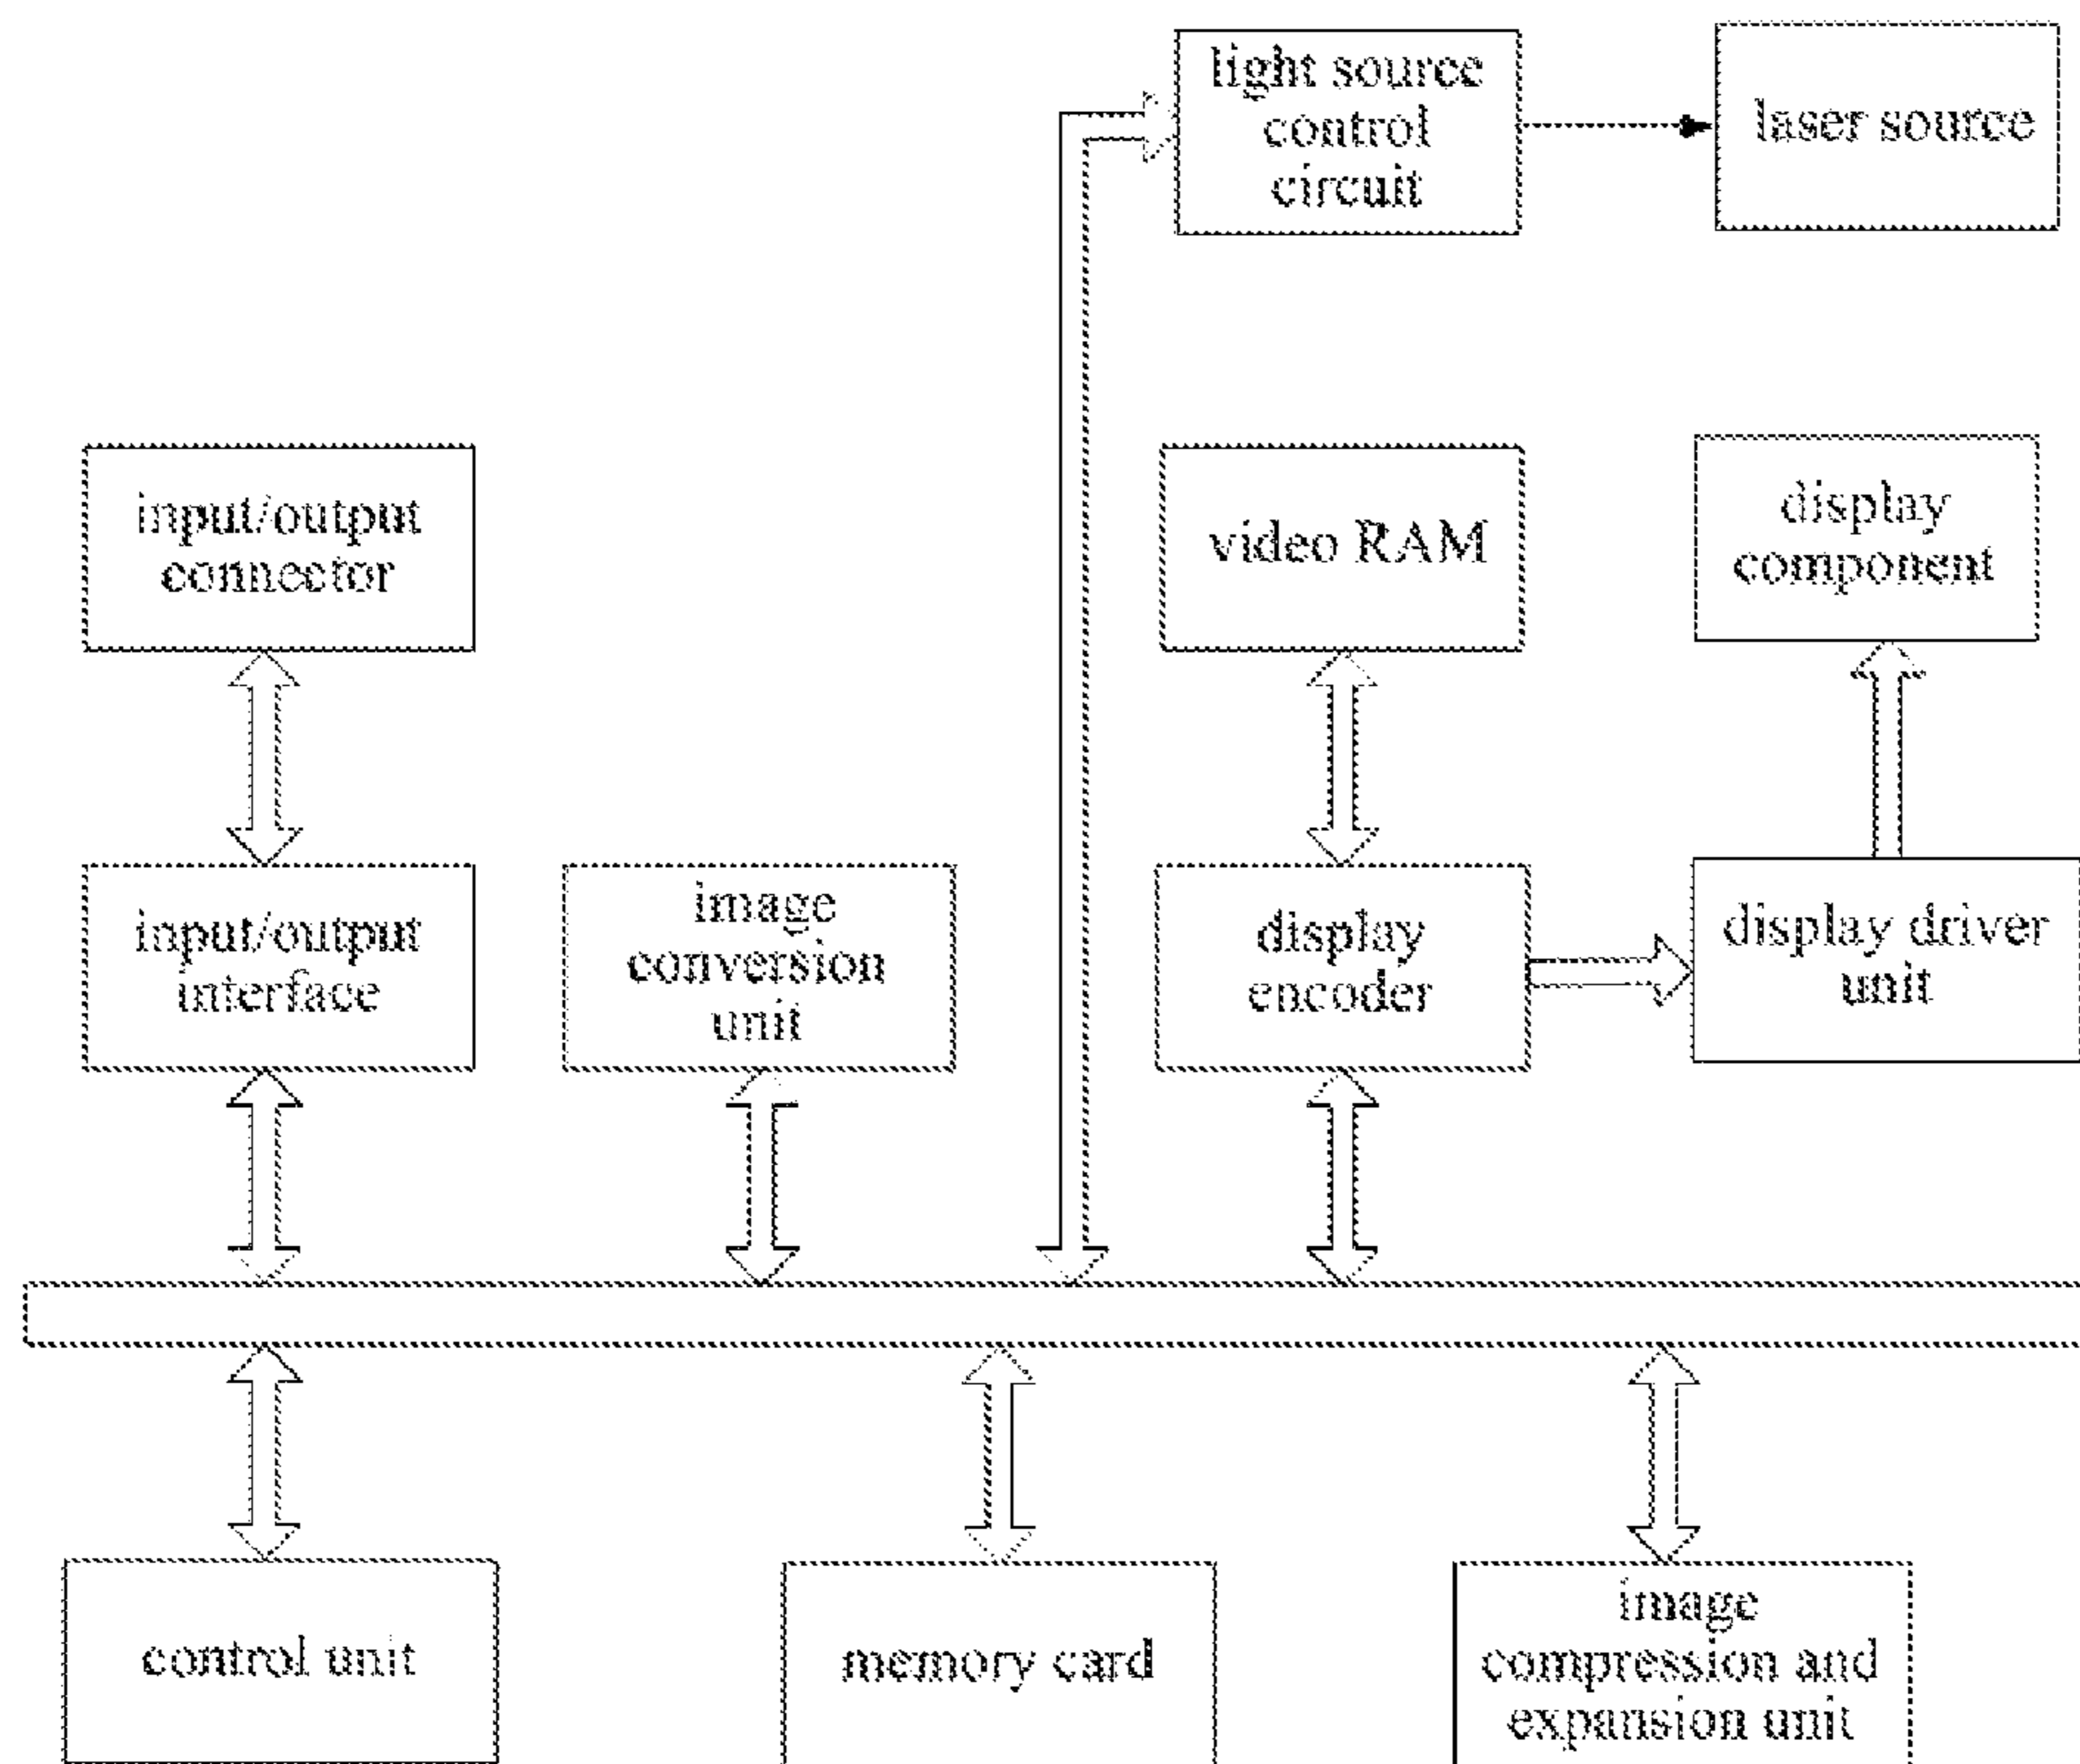 light source
control
circuit
laser source
input/output
connector
video RAM
display
component
input/output
interface
image
conversion
unit
display
encoder
display driver
unit
control unit
memory card
image
compression and
expansion unit